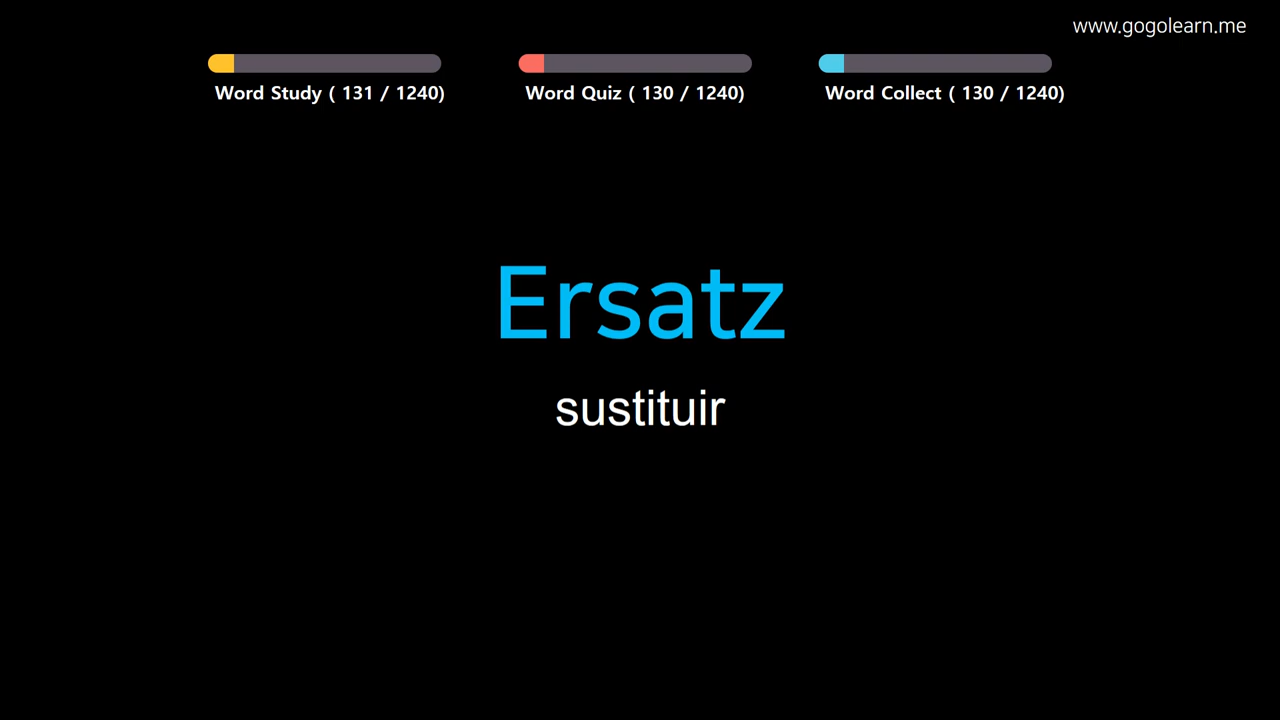 www.gogolearn.me
Word Study ( 131 / 1240)
Word Quiz ( 130 / 1240)
Word Collect ( 130 / 1240)
Ersatz
sustituir